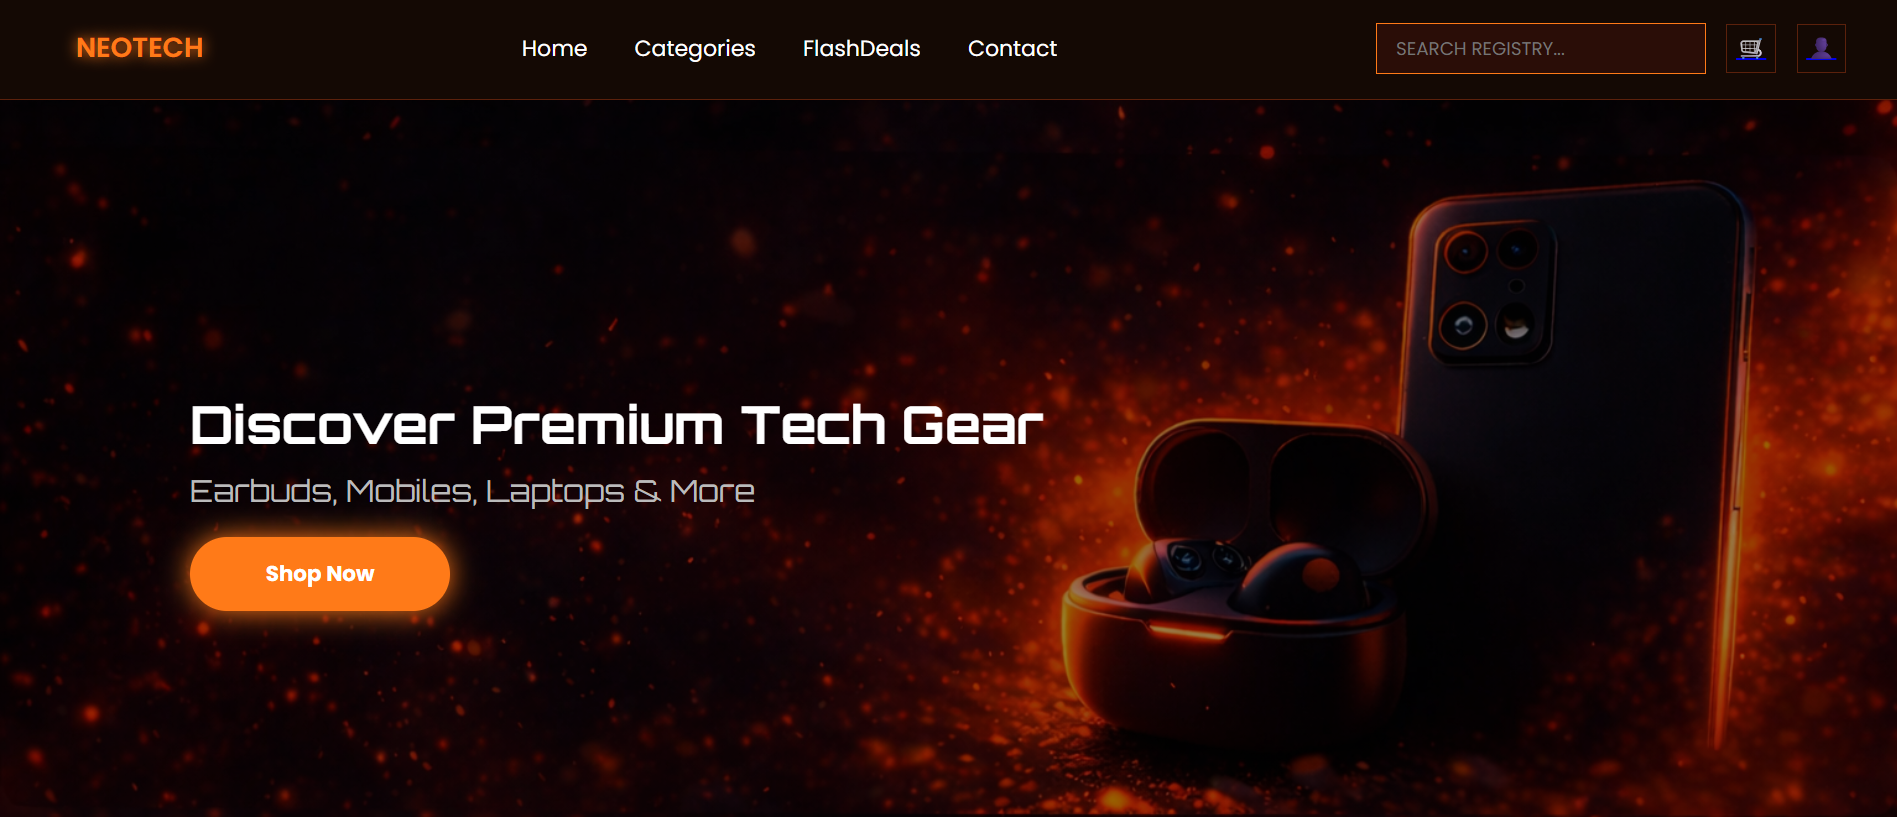 NEOTECH
Home
Categories
FlashDeals
Contact
SEARCH REGISTRY...
Discover Premium Tech Gear
Earbuds, Mobiles, Laptops & More
Shop Now